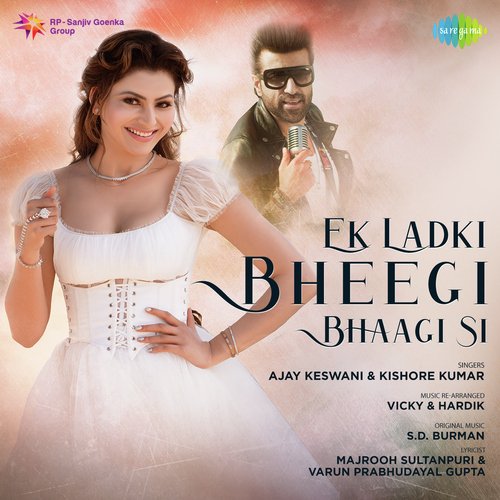 RP-Sanjiv Goenka
Group
saregama
EK LADKI
BHEEGI
BHAAGI SI
SINGERS
AJAY KESWANI & KISHORE KUMAR
MUSIC RE-ARRANGED
VICKY & HARDIK
ORIGINAL MUSIC
S.D. BURMAN
LYRICIST
MAJROOH SULTANPURI &
VARUN PRABHUDAYAL GUPTA